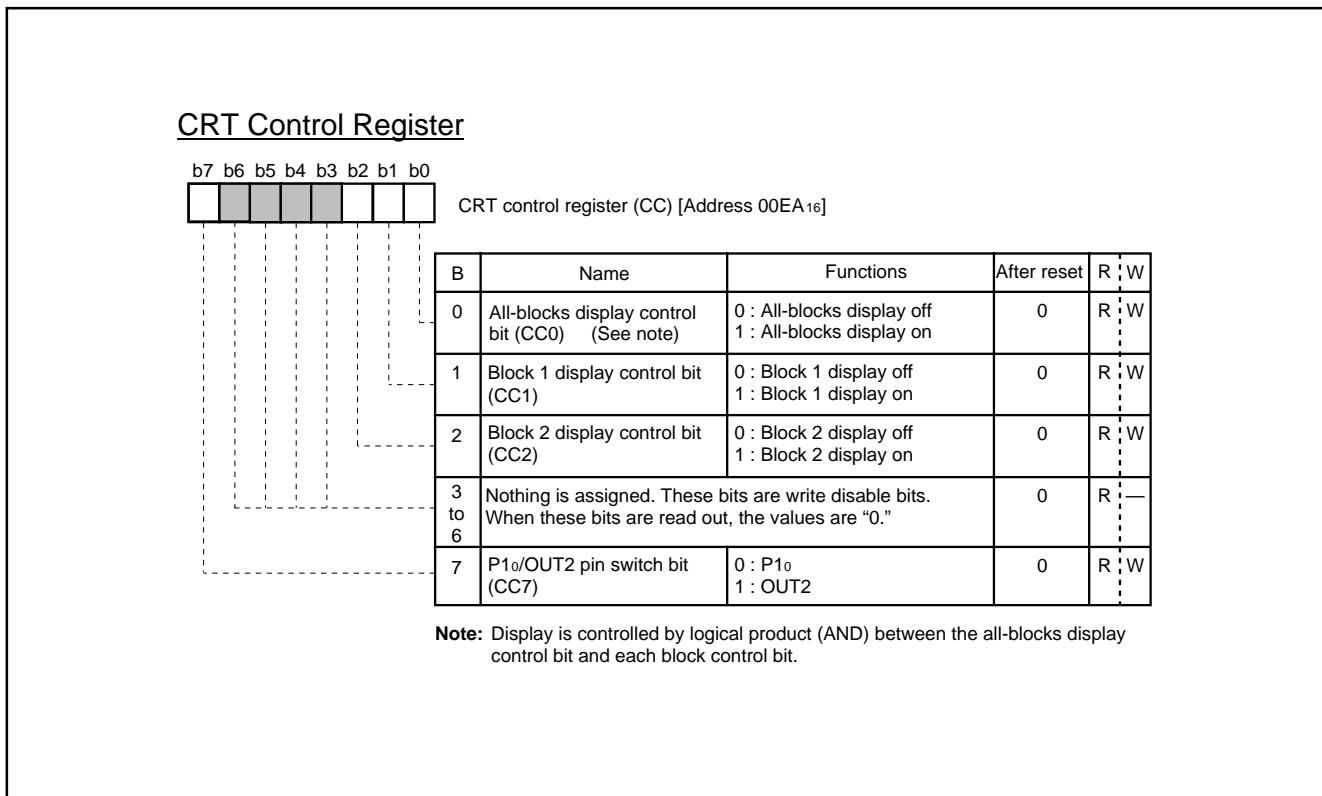 CRT Control Register
b7 b6 b5 b4 b3 b2 b1 b0
CRT control register (CC) [Address 00EA16]
B Name Functions After reset R W
0 All-blocks display control bit (CC0) (See note) 0 : All-blocks display off 1 : All-blocks display on 0 R W
1 Block 1 display control bit (CC1) 0 : Block 1 display off 1 : Block 1 display on 0 R W
2 Block 2 display control bit (CC2) 0 : Block 2 display off 1 : Block 2 display on 0 R W
3 to 6 Nothing is assigned. These bits are write disable bits. When these bits are read out, the values are “0.” 0 R —
7 P10/OUT2 pin switch bit (CC7) 0 : P10 1 : OUT2 0 R W
Note: Display is controlled by logical product (AND) between the all-blocks display
control bit and each block control bit.